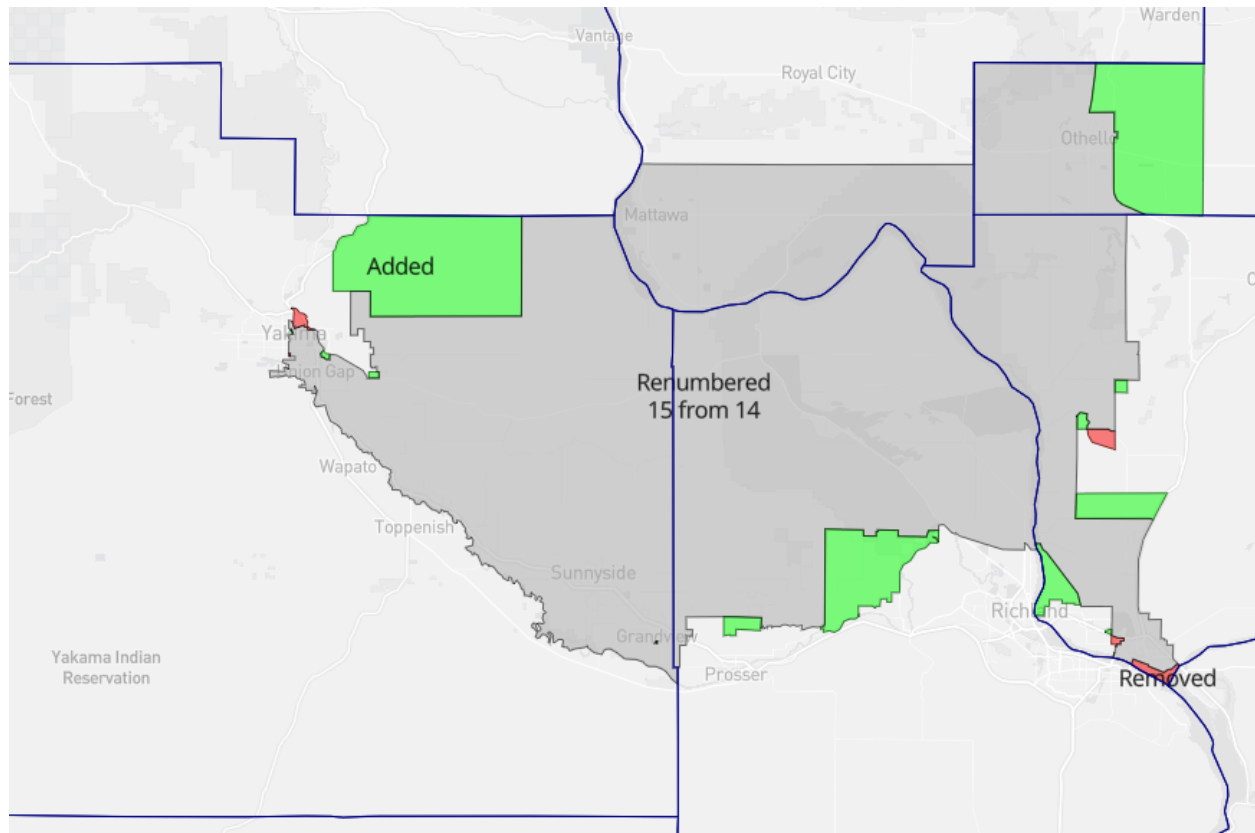 Warden
Vantage
Royal City
Othello
Mattawa
Added
Yakima
Union Gap
Renumbered
15 from 14
Forest
Wapato
Toppenish
Sunnyside
Richland
Grandview
Yakama Indian
Reservation
Prosser
Removed